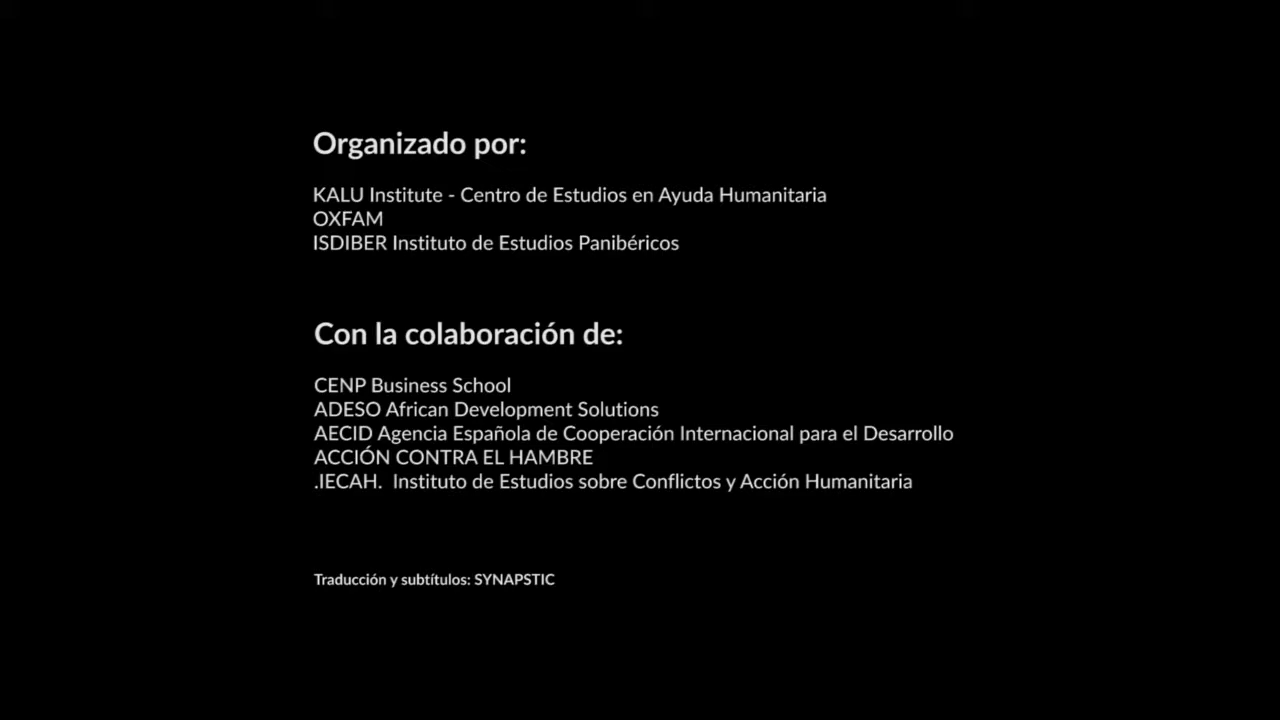 Organizado por:
KALU Institute - Centro de Estudios en Ayuda Humanitaria
OXFAM
ISDIBER Instituto de Estudios Panibéricos
Con la colaboración de:
CENP Business School
ADESO African Development Solutions
AECID Agencia Española de Cooperación Internacional para el Desarrollo
ACCIÓN CONTRA EL HAMBRE
.IECAH. Instituto de Estudios sobre Conflictos y Acción Humanitaria
Traducción y subtítulos: SYNAPSTIC